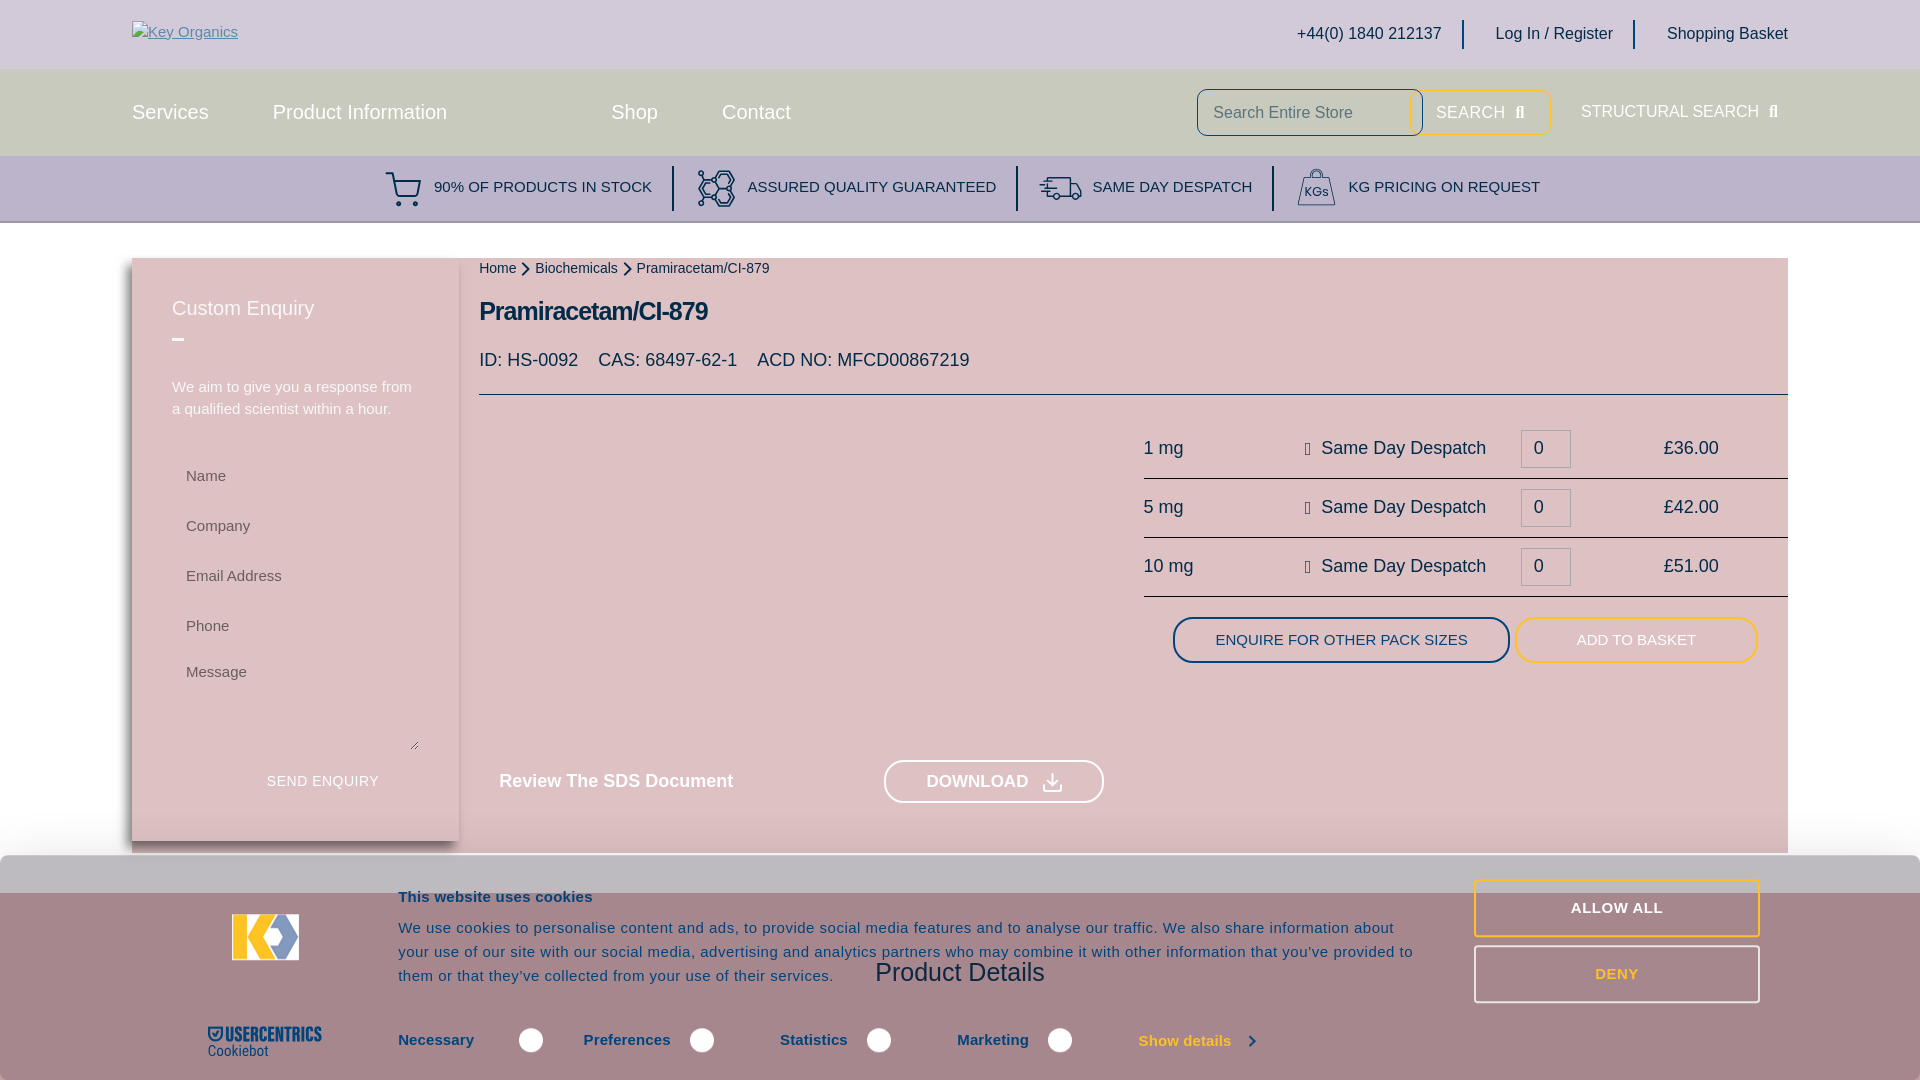 Key Organics
+44(0) 1840 212137
Log In / Register
Shopping Basket
Services
Product Information
Shop
Contact
Search Entire Store
SEARCH
STRUCTURAL SEARCH
90% OF PRODUCTS IN STOCK
ASSURED QUALITY GUARANTEED
SAME DAY DESPATCH
KGs
KG PRICING ON REQUEST
Home
Biochemicals
Pramiracetam/CI-879
Custom Enquiry
We aim to give you a response from
a qualified scientist within a hour.
Name
Company
Email Address
Phone
Message
SEND ENQUIRY
Pramiracetam/CI-879
ID: HS-0092 CAS: 68497-62-1 ACD NO: MFCD00867219
1 mg Same Day Despatch 0 £36.00
5 mg Same Day Despatch 0 £42.00
10 mg Same Day Despatch 0 £51.00
ENQUIRE FOR OTHER PACK SIZES
ADD TO BASKET
Review The SDS Document
DOWNLOAD
This website uses cookies
We use cookies to personalise content and ads, to provide social media features and to analyse our traffic. We also share information about
your use of our site with our social media, advertising and analytics partners who may combine it with other information that you've provided to
them or that they've collected from your use of their services.
Product Details
ALLOW ALL
DENY
USERCENTRICS
Cookiebot
Necessary
Preferences
Statistics
Marketing
Show details